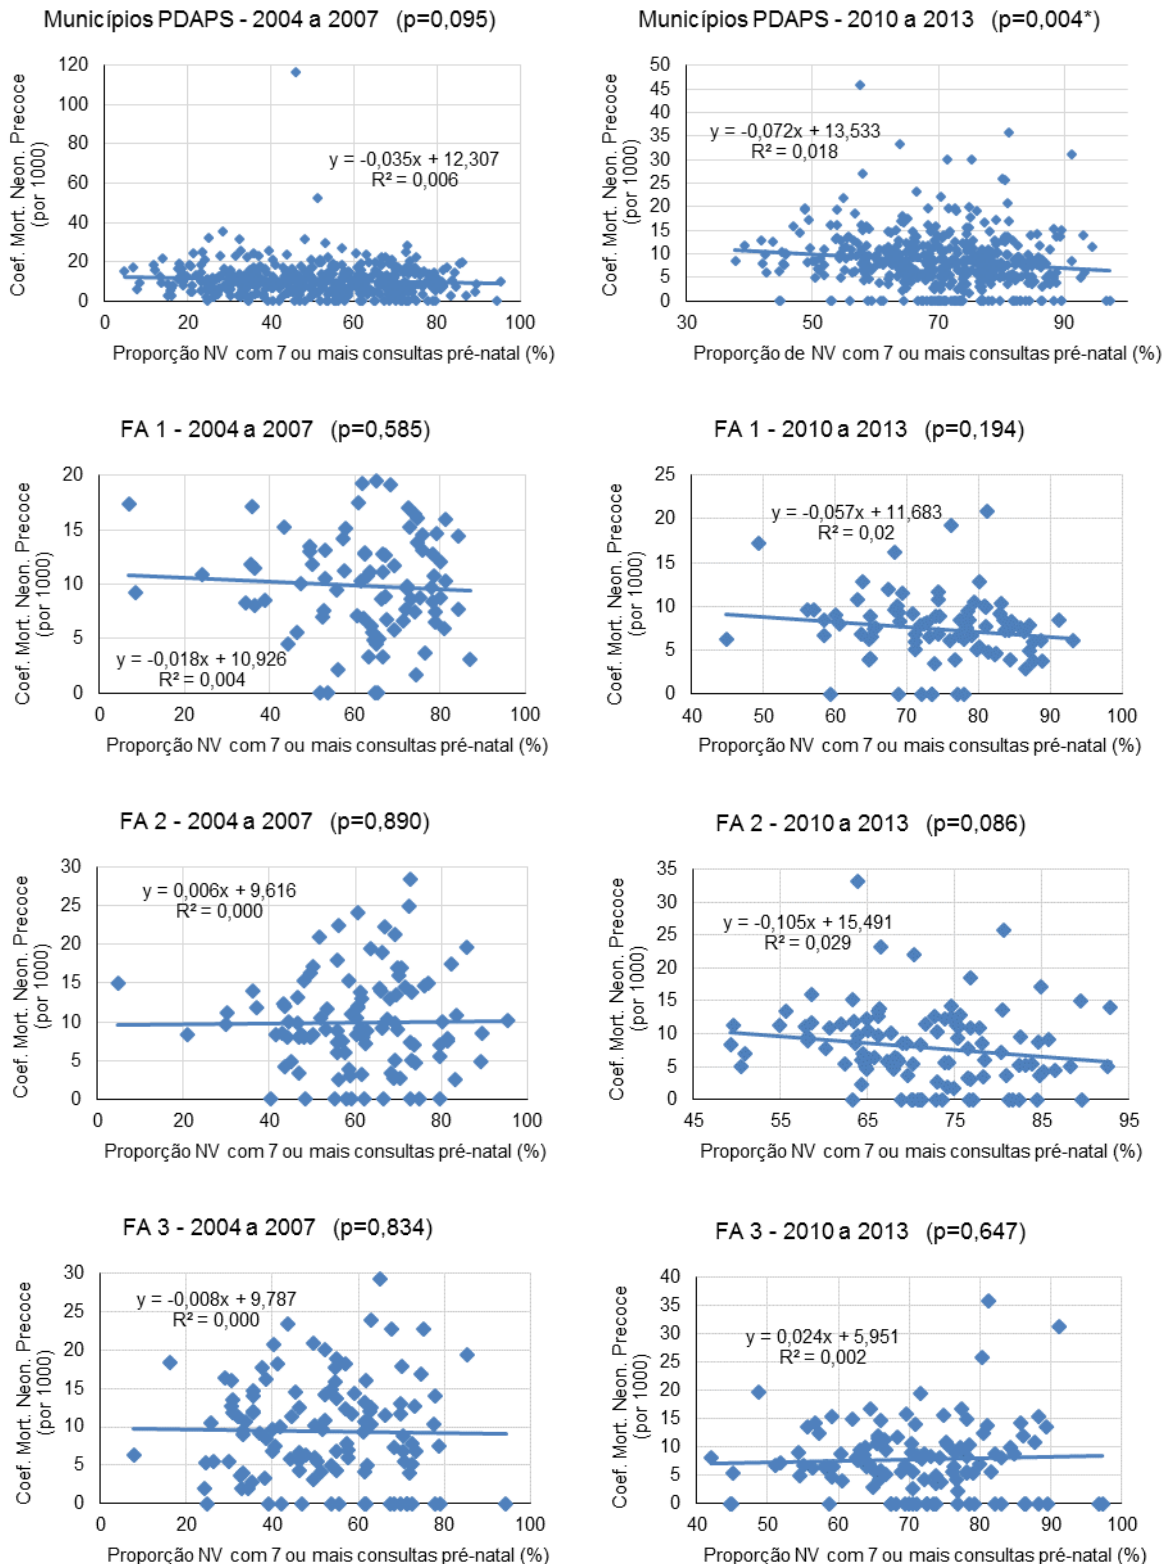 Municípios PDAPS - 2004 a 2007 (p=0,095)
Coef. Mort. Neon. Precoce
(por 1000)
120
100
80
60
40
20
0
y = -0,035x + 12,307
R² = 0,006
0 20 40 60 80 100
Proporção NV com 7 ou mais consultas pré-natal (%)
Municípios PDAPS - 2010 a 2013 (p=0,004*)
Coef. Mort. Neon. Precoce
(por 1000)
50
45
40
35
30
25
20
15
10
5
0
y = -0,072x + 13,533
R² = 0,018
30 50 70 90
Proporção de NV com 7 ou mais consultas pré-natal (%)
FA 1 - 2004 a 2007 (p=0,585)
Coef. Mort. Neon. Precoce
(por 1000)
20
15
10
5
0
y = -0,018x + 10,926
R² = 0,004
0 20 40 60 80 100
Proporção NV com 7 ou mais consultas pré-natal (%)
FA 1 - 2010 a 2013 (p=0,194)
Coef. Mort. Neon. Precoce
(por 1000)
25
20
15
10
5
0
y = -0,057x + 11,683
R² = 0,02
40 50 60 70 80 90 100
Proporção NV com 7 ou mais consultas pré-natal (%)
FA 2 - 2004 a 2007 (p=0,890)
Coef. Mort. Neon. Precoce
(por 1000)
30
25
20
15
10
5
0
y = 0,006x + 9,616
R² = 0,000
0 20 40 60 80 100
Proporção NV com 7 ou mais consultas pré-natal (%)
FA 2 - 2010 a 2013 (p=0,086)
Coef. Mort. Neon. Precoce
(por 1000)
35
30
25
20
15
10
5
0
y = -0,105x + 15,491
R² = 0,029
45 55 65 75 85 95
Proporção NV com 7 ou mais consultas pré-natal (%)
FA 3 - 2004 a 2007 (p=0,834)
Coef. Mort. Neon. Precoce
(por 1000)
30
25
20
15
10
5
0
y = -0,008x + 9,787
R² = 0,000
0 20 40 60 80 100
Proporção NV com 7 ou mais consultas pré-natal (%)
FA 3 - 2010 a 2013 (p=0,647)
Coef. Mort. Neon. Precoce
(por 1000)
40
35
30
25
20
15
10
5
0
y = 0,024x + 5,951
R² = 0,002
40 50 60 70 80 90 100
Proporção NV com 7 ou mais consultas pré-natal (%)